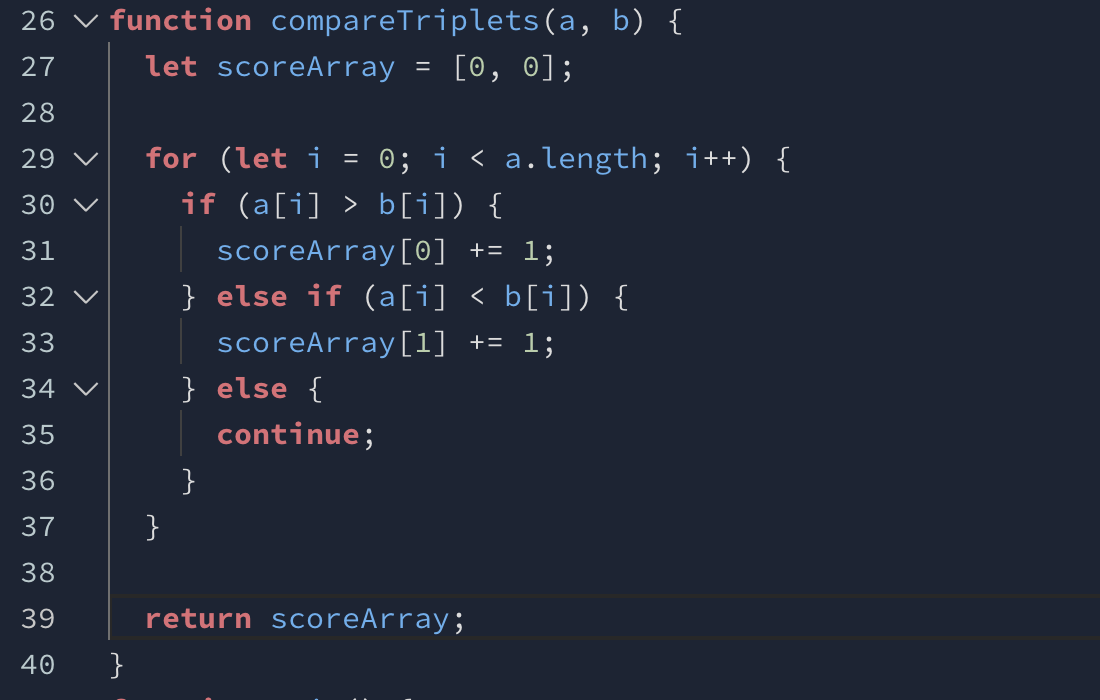 26 function compareTriplets(a, b) {
27   let scoreArray = [0, 0];
28
29   for (let i = 0; i < a.length; i++) {
30     if (a[i] > b[i]) {
31       scoreArray[0] += 1;
32     } else if (a[i] < b[i]) {
33       scoreArray[1] += 1;
34     } else {
35       continue;
36     }
37   }
38
39   return scoreArray;
40 }